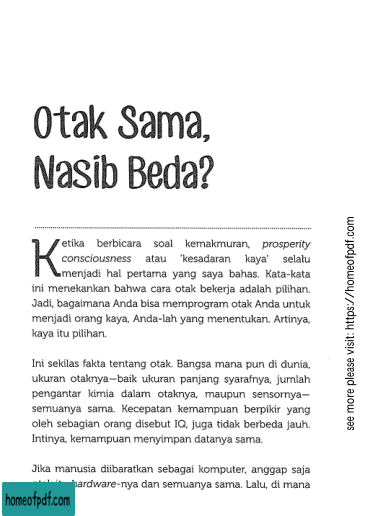 Otak Sama,
Nasib Beda?
Ketika berbicara soal kemakmuran, prosperity
consciousness atau 'kesadaran kaya' selalu
menjadi hal pertama yang saya bahas. Kata-kata
ini menekankan bahwa cara otak bekerja adalah pilihan.
Jadi, bagaimana Anda bisa memprogram otak Anda untuk
menjadi orang kaya, Anda-lah yang menentukan. Artinya,
kaya itu pilihan.
Ini sekilas fakta tentang otak. Bangsa mana pun di dunia,
ukuran otaknya—baik ukuran panjang syarafnya, jumlah
pengantar kimia dalam otaknya, maupun sensornya—
semuanya sama. Kecepatan kemampuan berpikir yang
oleh sebagian orang disebut IQ, juga tidak berbeda jauh.
Intinya, kemampuan menyimpan datanya sama.
Jika manusia diibaratkan sebagai komputer, anggap saja
hardware-nya dan semuanya sama. Lalu, di mana
homeofpdf.com
see more please visit: https://homeofpdf.com